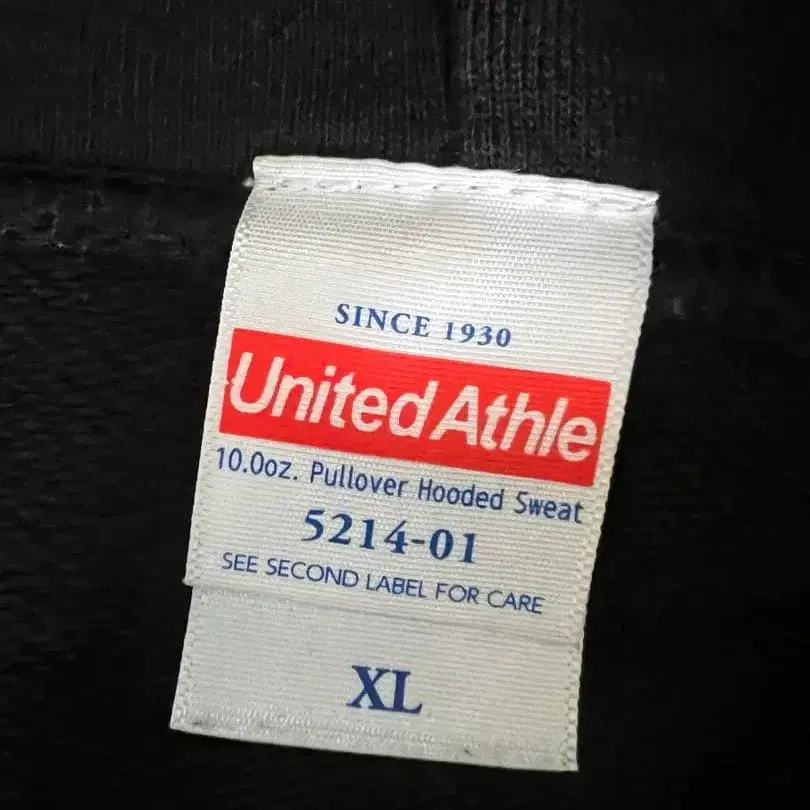 SINCE 1930
United Athle
10.0oz. Pullover Hooded Sweat
5214-01
SEE SECOND LABEL FOR CARE
XL